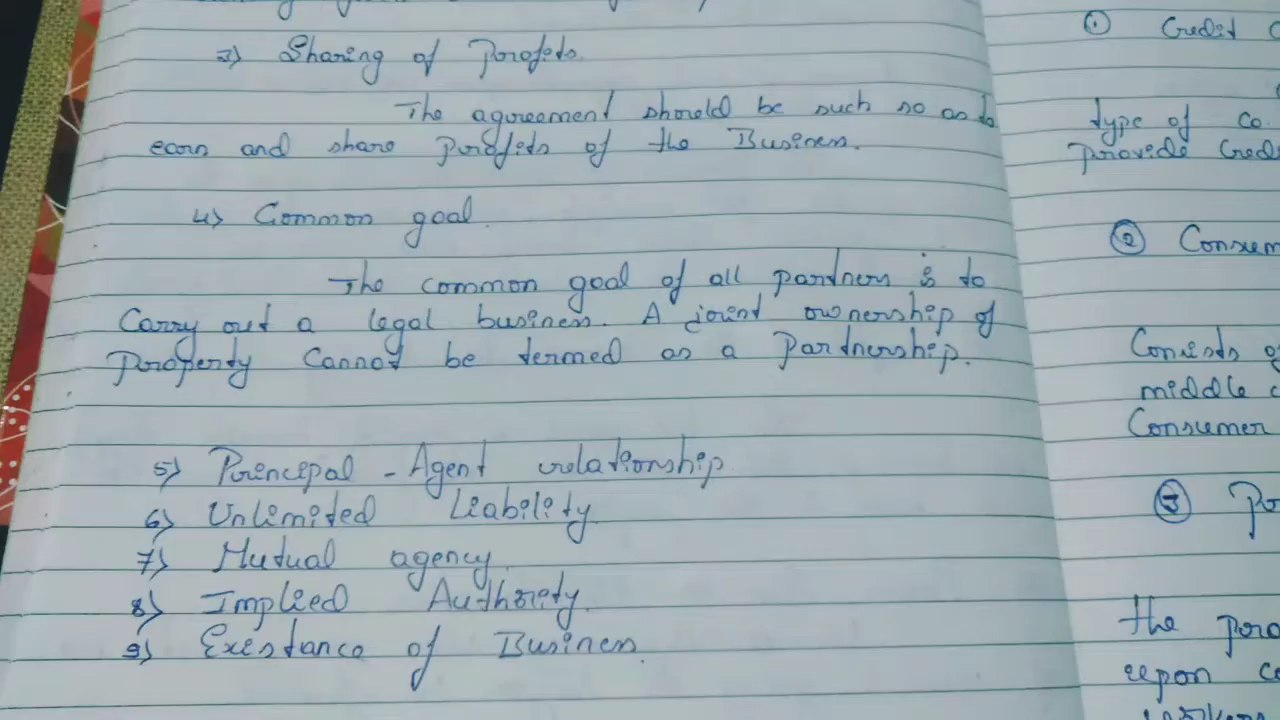 3) Sharing of Profits.
The agreement should be such so as to
earn and share profits of the Business.
4) Common goal.
The common goal of all partners is to
Carry out a legal business. A joint ownership of
Property cannot be termed as a Partnership.
5) Principal - Agent relationship
6) Unlimited Liability
7) Mutual agency.
8) Implied Authority.
9) Existance of Business.
① Credit
type of Co.
provide
②
Consists
middle
Consumer
③
the
upon